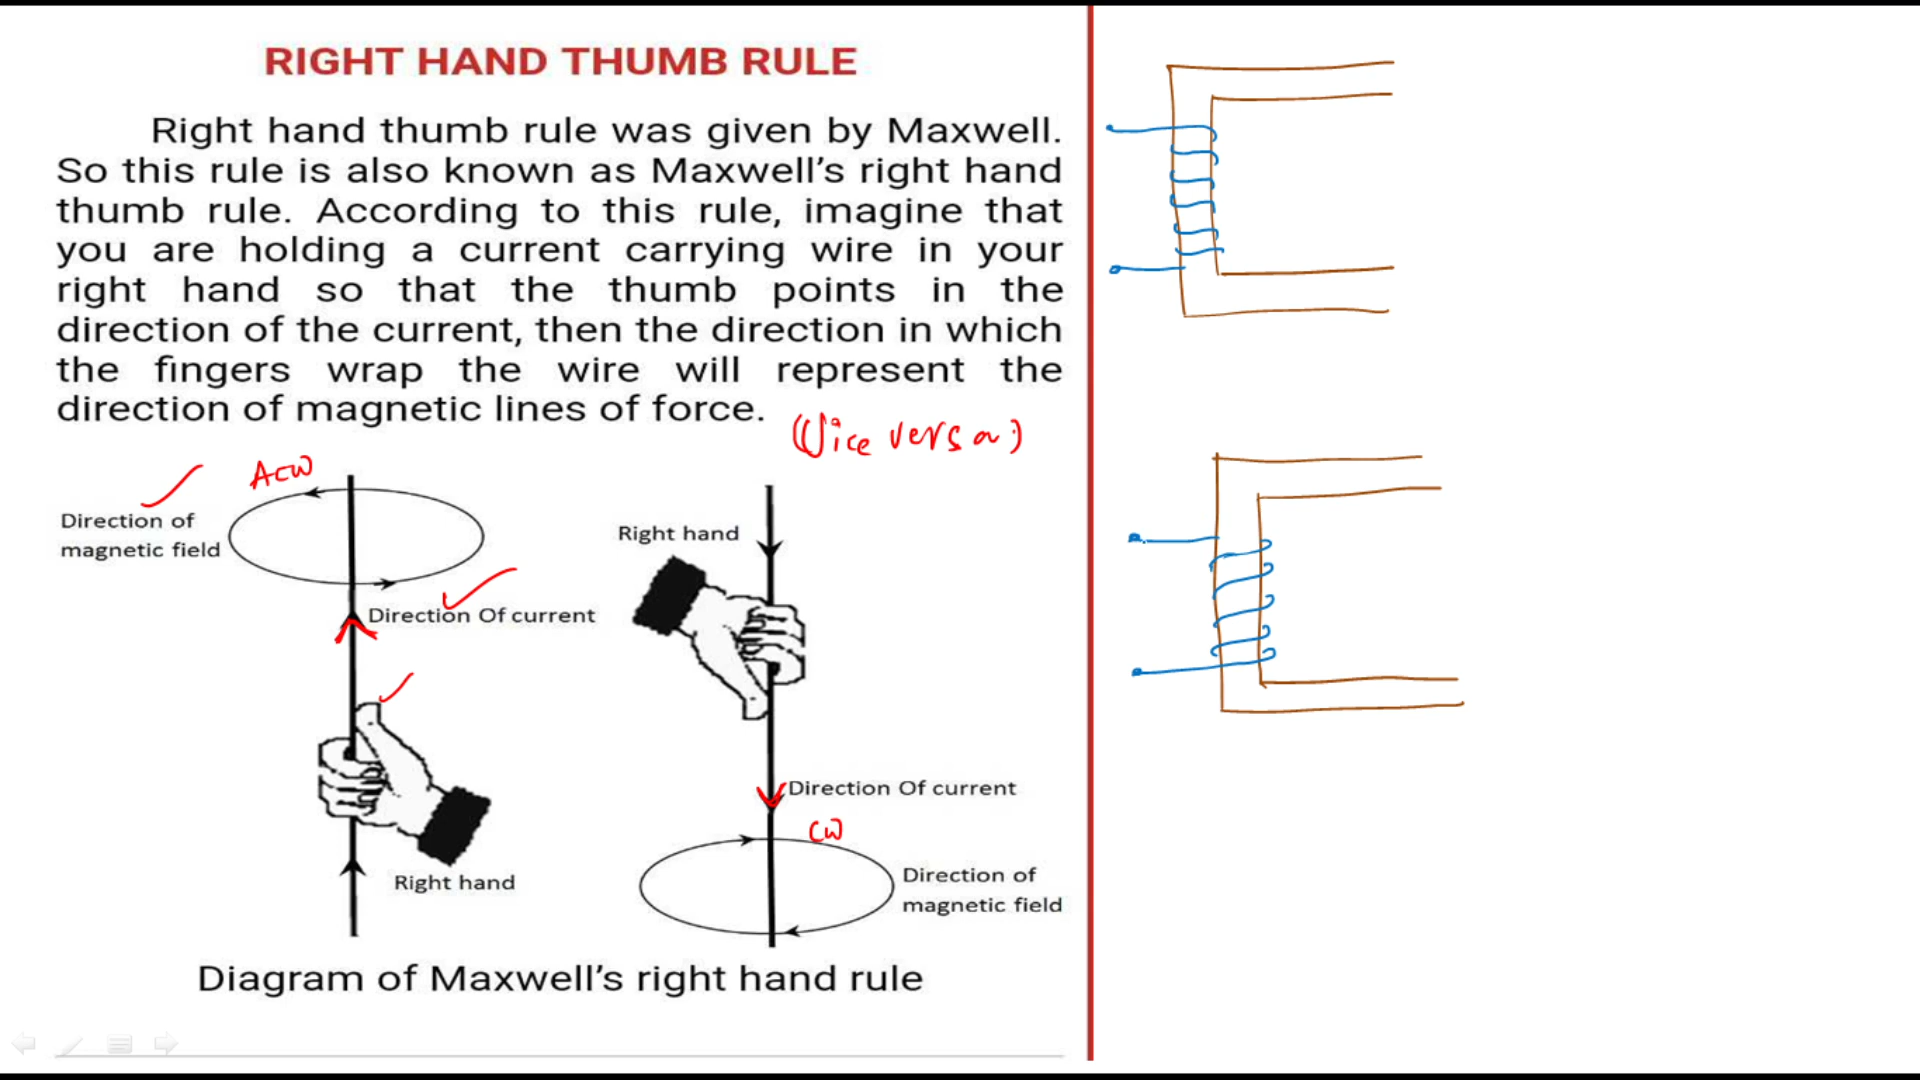 RIGHT HAND THUMB RULE
Right hand thumb rule was given by Maxwell.
So this rule is also known as Maxwell’s right hand
thumb rule. According to this rule, imagine that
you are holding a current carrying wire in your
right hand so that the thumb points in the
direction of the current, then the direction in which
the fingers wrap the wire will represent the
direction of magnetic lines of force.
(Vice versa)
ACW
Direction of
magnetic field
Direction Of current
Right hand
Right hand
Direction Of current
CW
Direction of
magnetic field
Diagram of Maxwell’s right hand rule